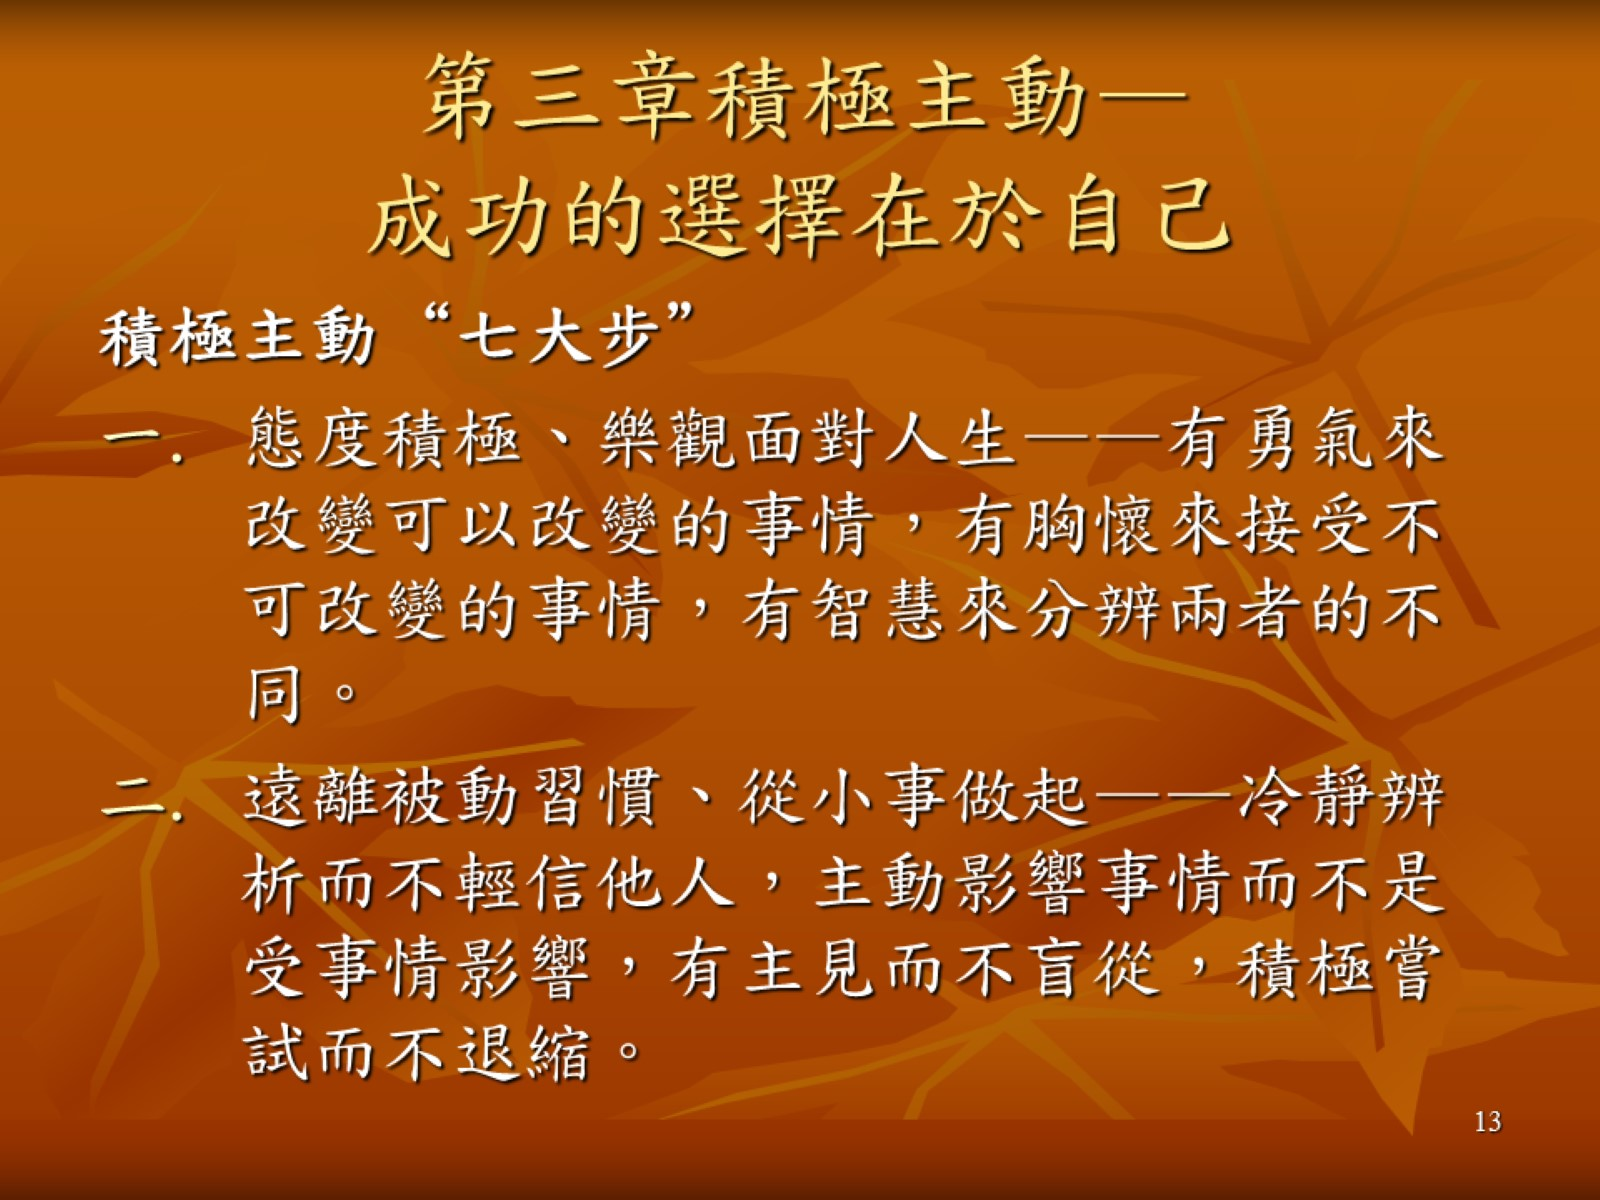 第三章積極主動—
成功的選擇在於自己
積極主動“七大步”
一. 態度積極、樂觀面對人生——有勇氣來
改變可以改變的事情，有胸懷來接受不
可改變的事情，有智慧來分辨兩者的不
同。
二. 遠離被動習慣、從小事做起——冷靜辨
析而不輕信他人，主動影響事情而不是
受事情影響，有主見而不盲從，積極嘗
試而不退縮。
13